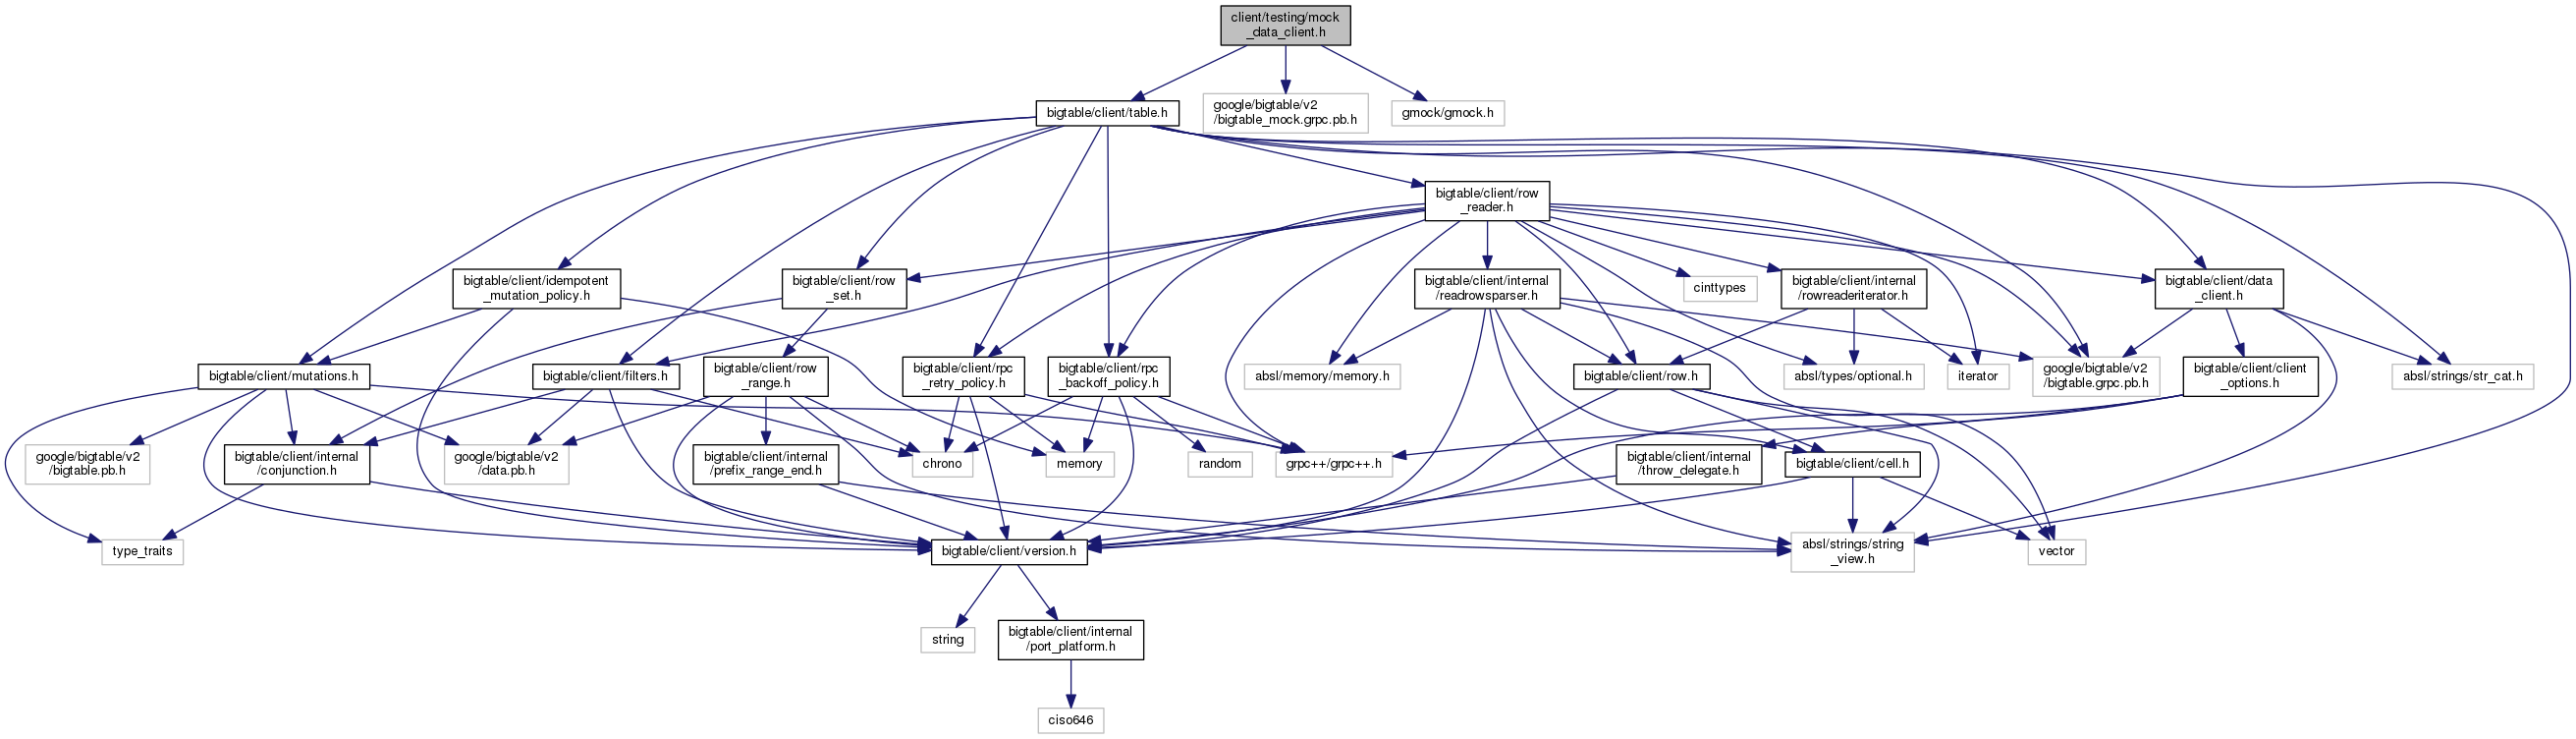 client/testing/mock
_data_client.h
bigtable/client/table.h
google/bigtable/v2
/bigtable_mock.grpc.pb.h
gmock/gmock.h
bigtable/client/row
_reader.h
bigtable/client/idempotent
_mutation_policy.h
bigtable/client/row
_set.h
bigtable/client/internal
/readrowsparser.h
cinttypes
bigtable/client/internal
/rowreaderiterator.h
bigtable/client/data
_client.h
bigtable/client/mutations.h
bigtable/client/filters.h
bigtable/client/row
_range.h
bigtable/client/rpc
_retry_policy.h
bigtable/client/rpc
_backoff_policy.h
absl/memory/memory.h
bigtable/client/row.h
absl/types/optional.h
iterator
google/bigtable/v2
/bigtable.grpc.pb.h
bigtable/client/client
_options.h
absl/strings/str_cat.h
google/bigtable/v2
/bigtable.pb.h
bigtable/client/internal
/conjunction.h
google/bigtable/v2
/data.pb.h
bigtable/client/internal
/prefix_range_end.h
chrono
memory
random
grpc++/grpc++.h
bigtable/client/internal
/throw_delegate.h
bigtable/client/cell.h
type_traits
bigtable/client/version.h
absl/strings/string
_view.h
vector
string
bigtable/client/internal
/port_platform.h
ciso646